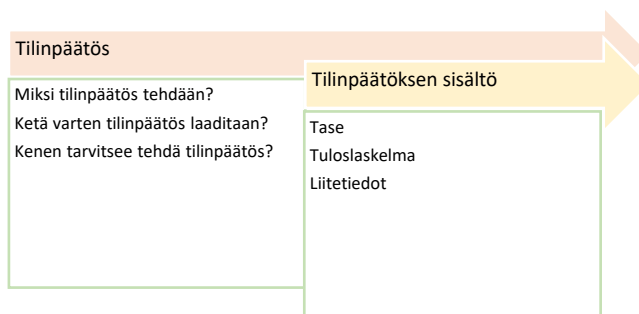 Tilinpäätös
Miksi tilinpäätös tehdään?
Ketä varten tilinpäätös laaditaan?
Kenen tarvitsee tehdä tilinpäätös?
Tilinpäätöksen sisältö
Tase
Tuloslaskelma
Liitetiedot